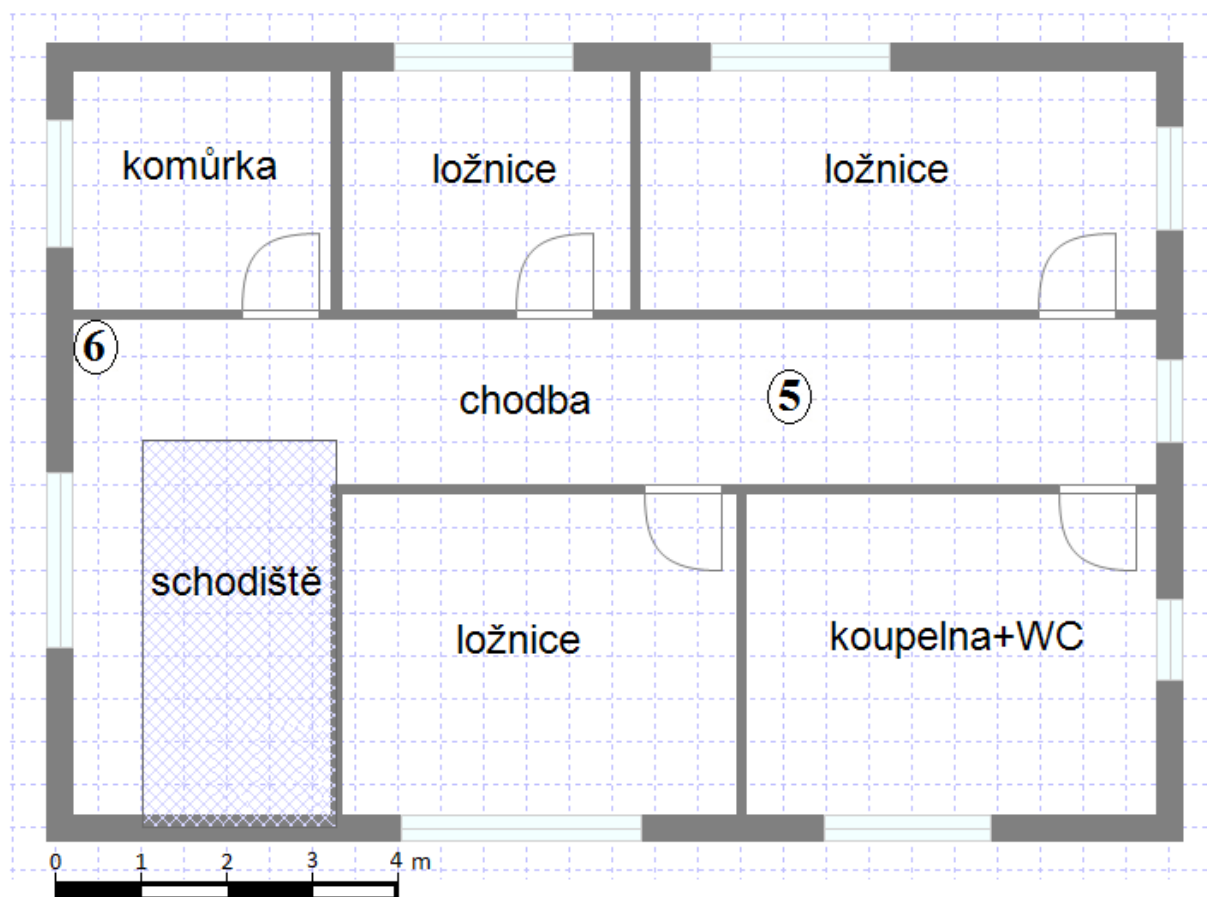 komůrka
ložnice
ložnice
6
chodba
5
schodiště
ložnice
koupelna+WC
0 1 2 3 4 m